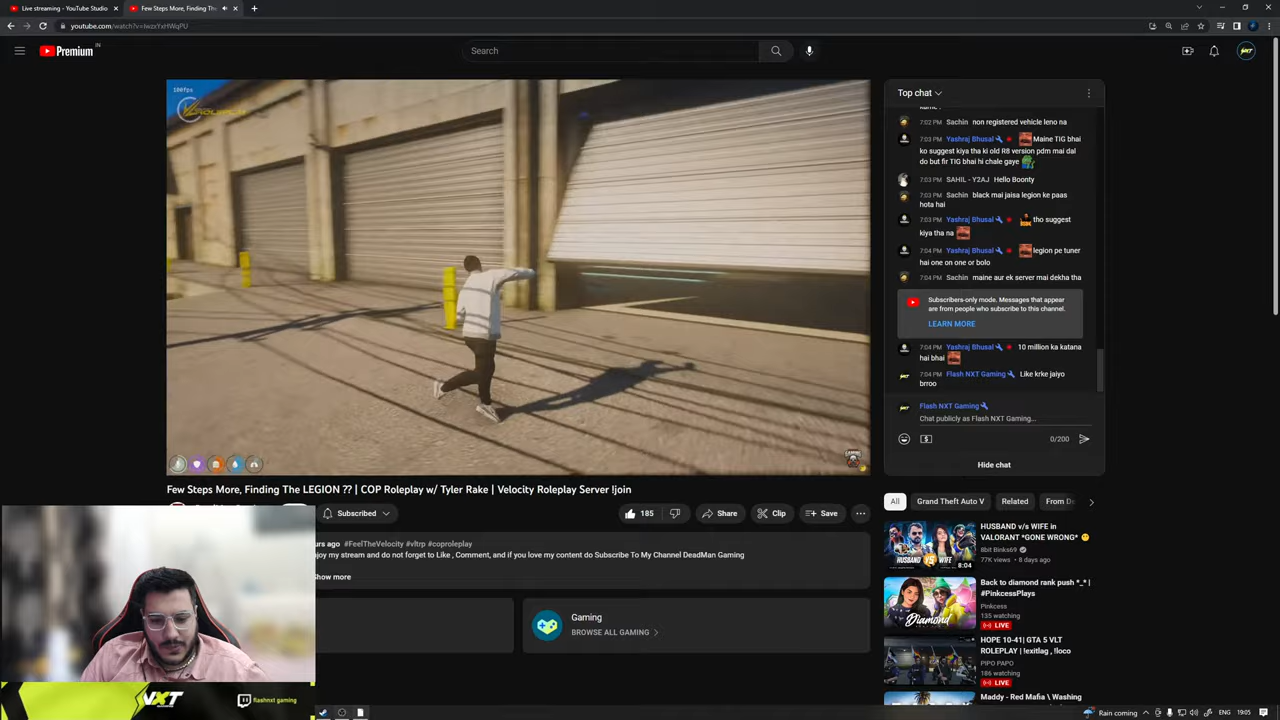 Live streaming - YouTube Studio
Few Steps More, Finding Th
youtube.com/watch?v=
Premium IN
Search
180fps
Top chat
7:02 PM Sachin non registered vehicle leno na
7:03 PM Yashraj Bhusal Maine TIG bhai
ko suggest kiya tha ki old R8 version pdm mai dal
do but fir TIG bhai hi chale gaye
7:03 PM SAHIL - Y2AJ Hello Boonty
7:03 PM Sachin black mai jaisa legion ke paas
hota hai
7:03 PM Yashraj Bhusal tho suggest
kiya tha na
7:04 PM Yashraj Bhusal legion pe tuner
hai one on one or bolo
7:04 PM Sachin maine aur ek server mai dekha tha
Subscribers-only mode. Messages that appear
are from people who subscribe to this channel.
LEARN MORE
7:04 PM Yashraj Bhusal 10 million ka katana
hai bhai
7:04 PM Flash NXT Gaming Like krke jaiyo
brroo
Flash NXT Gaming
Chat publicly as Flash NXT Gaming...
0/200
Hide chat
Few Steps More, Finding The LEGION ?? | COP Roleplay w/ Tyler Rake | Velocity Roleplay Server !join
Subscribed
185
Share
Clip
Save
urs ago #FeelTheVelocity #vltrp #coproleplay
joy my stream and do not forget to Like , Comment, and if you love my content do Subscribe To My Channel DeadMan Gaming
Show more
Gaming
BROWSE ALL GAMING
All
Grand Theft Auto V
Related
From De
HUSBAND v/s WIFE in
VALORANT *GONE WRONG*
8bit Binks69
77K views • 8 days ago
8:04
Back to diamond rank push *_* |
#PinkcessPlays
Pinkcess
135 watching
LIVE
Diamond
HOPE 10-41| GTA 5 VLT
ROLEPLAY | !exitlag , !loco
PIPO PAPO
186 watching
LIVE
Maddy - Red Mafia \ Washing
NXT
flashnxt gaming
Rain coming
ENG
19:05